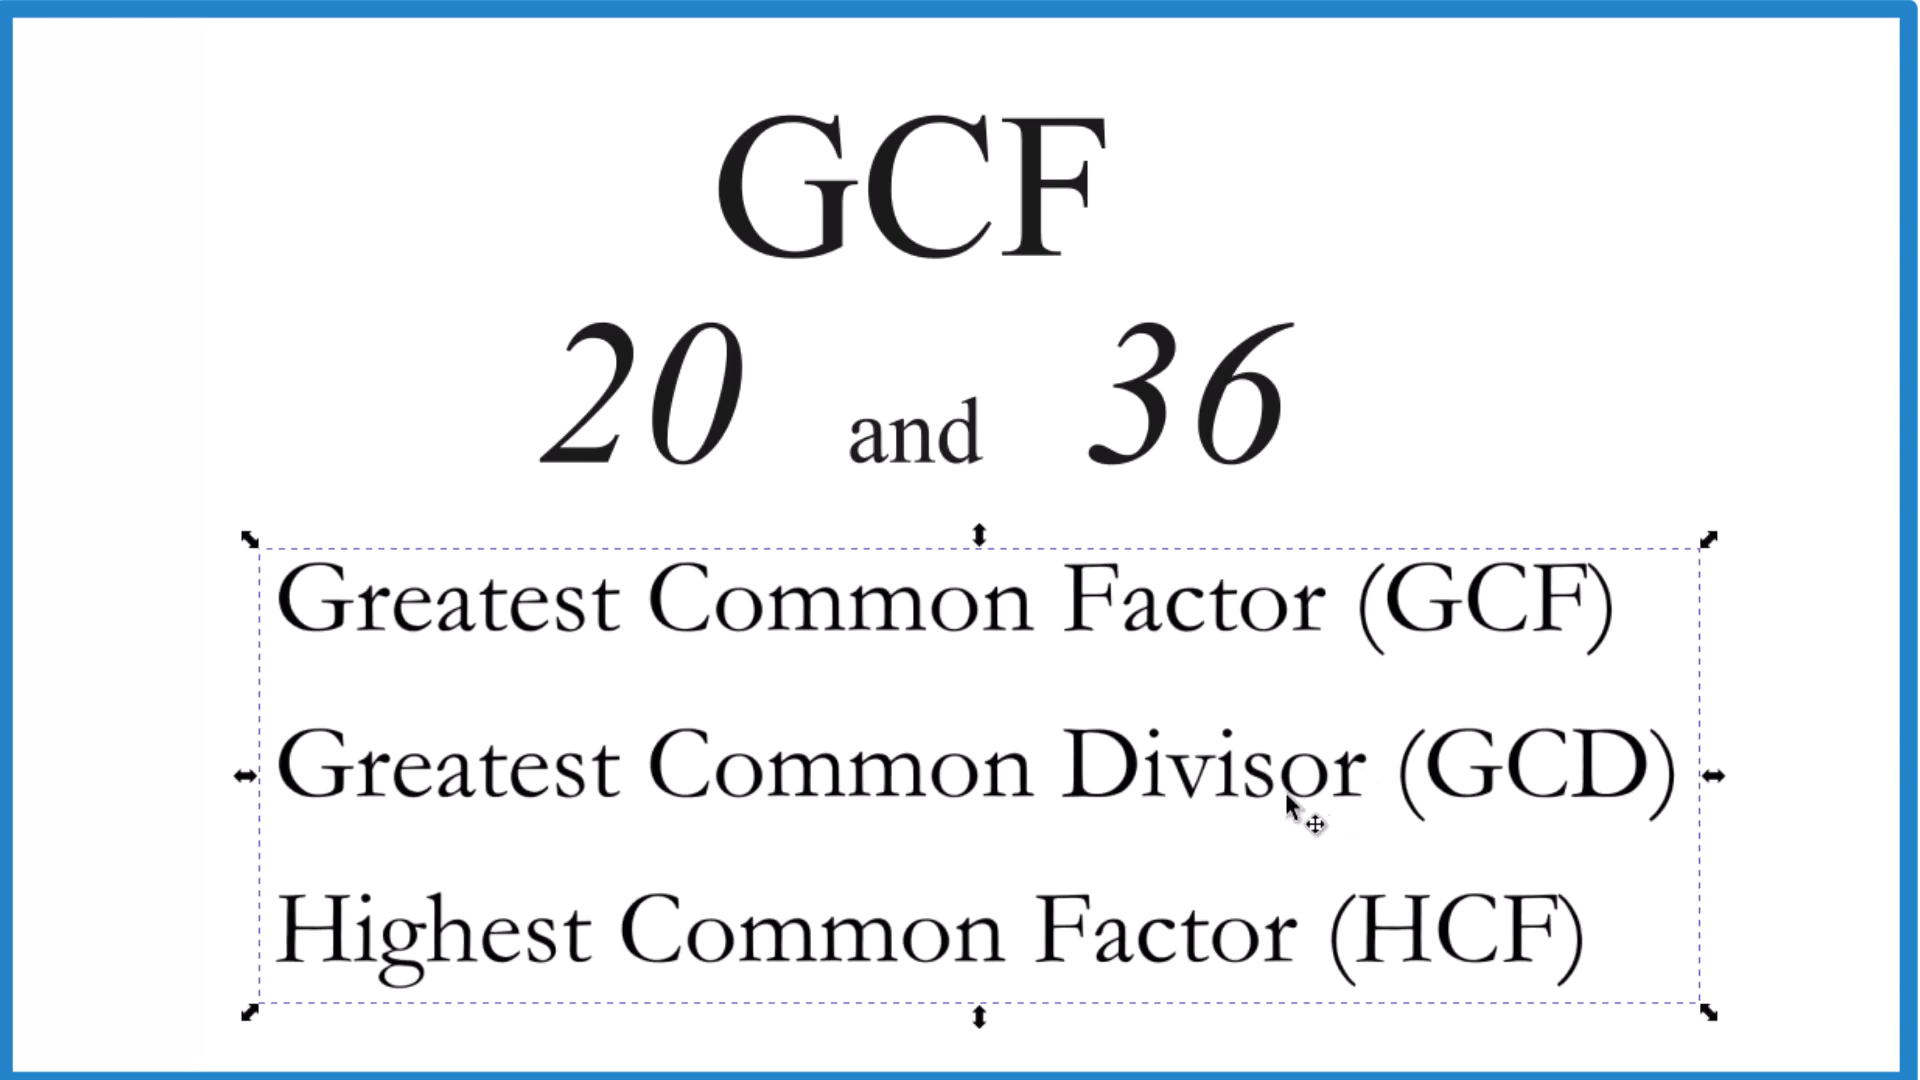 GCF
20 and 36
Greatest Common Factor (GCF)
Greatest Common Divisor (GCD)
Highest Common Factor (HCF)